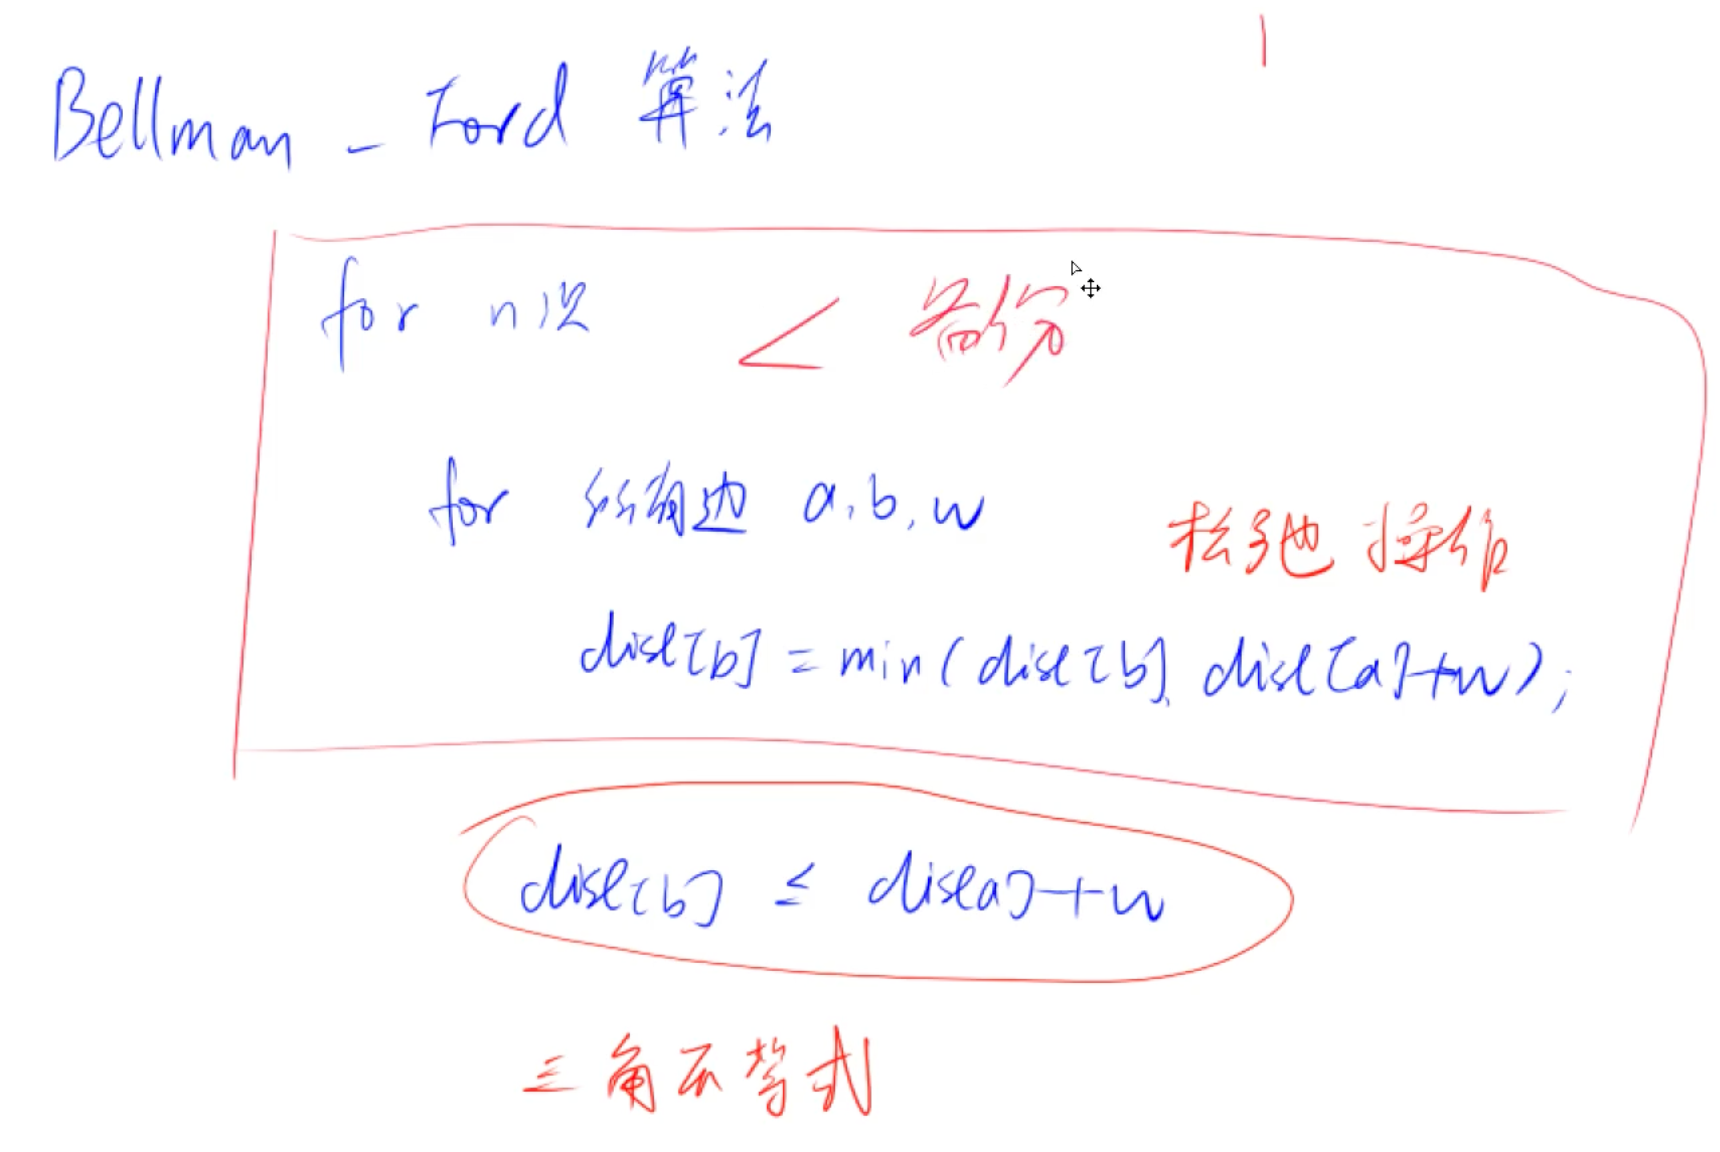 Bellman - Ford 算法
for n次 < 备份
for 所有边 a, b, w
松弛操作
dist[b] = min(dist[b], dist[a]+w);
dist[b] ≤ dist[a]+w
三角不等式